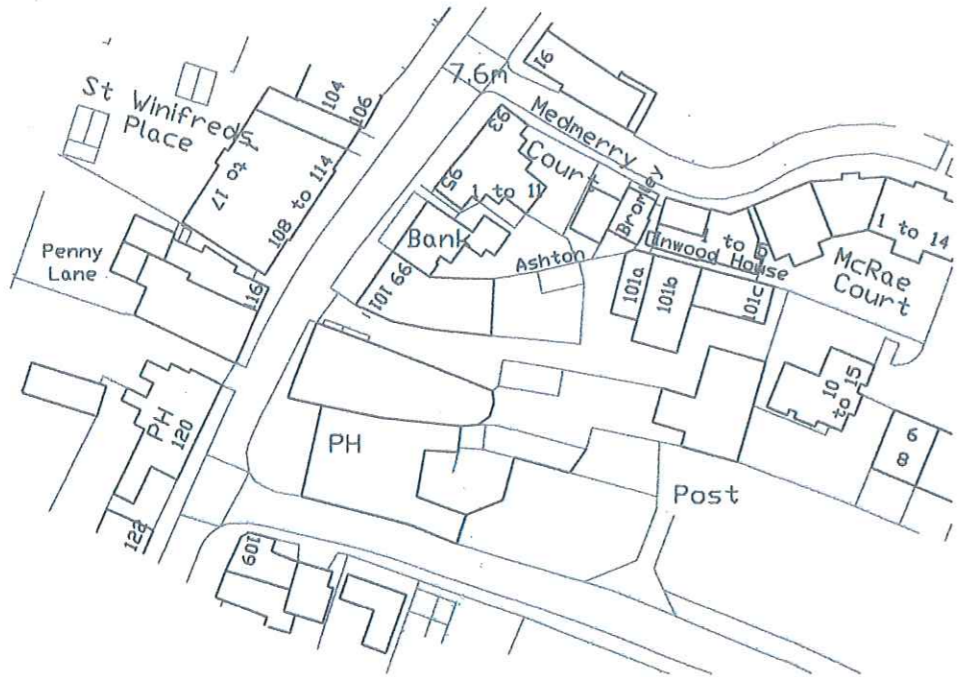 7.6m
16
St Winifreds
Place
104
106
1 to 17
108 to 114
93
95
Medmerry
Court
1 to 11
Bromley
Bank
Ashton
Linwood House
1 to 6
1 to 14
McRae
Court
Penny
Lane
116
99
101
101a
101b
101c
10
to 15
6
8
PH
120
122
PH
Post
109